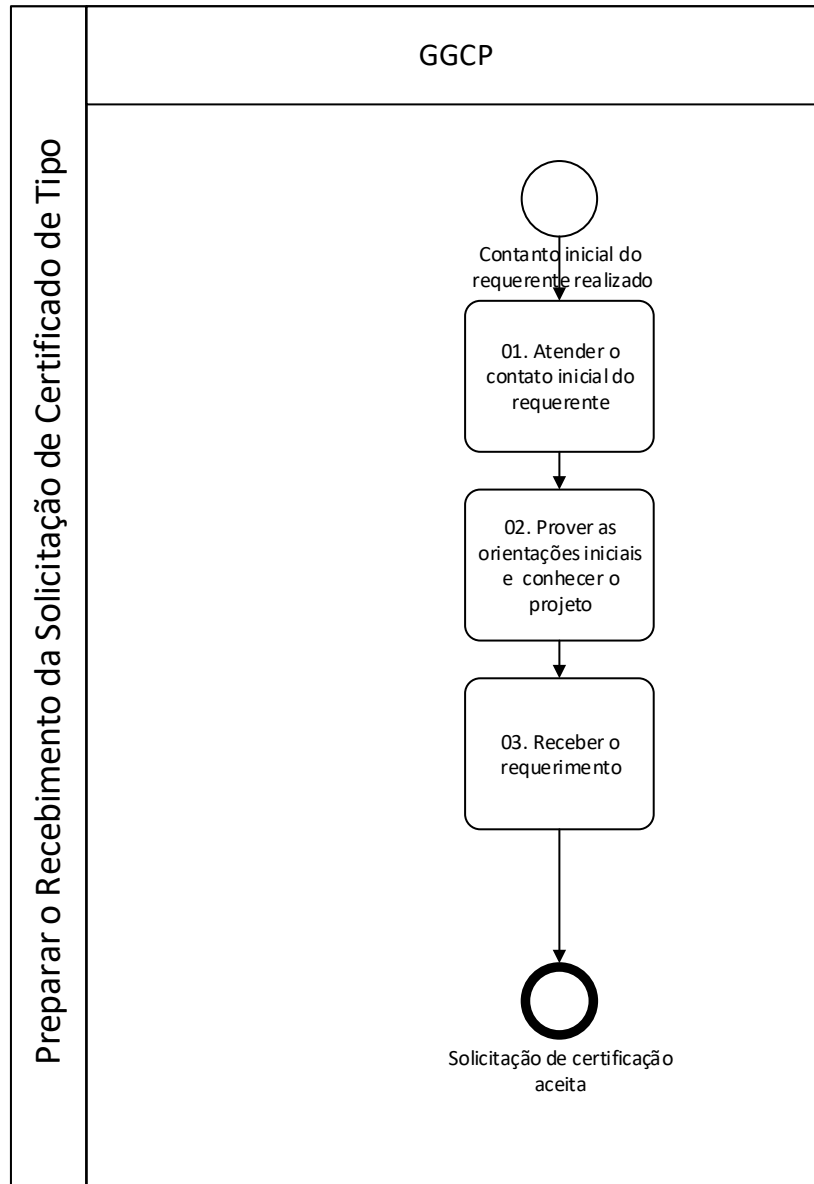 GGCP
Preparar o Recebimento da Solicitação de Certificado de Tipo
Contanto inicial do
requerente realizado
01. Atender o
contato inicial do
requerente
02. Prover as
orientações iniciais
e conhecer o
projeto
03. Receber o
requerimento
Solicitação de certificação
aceita